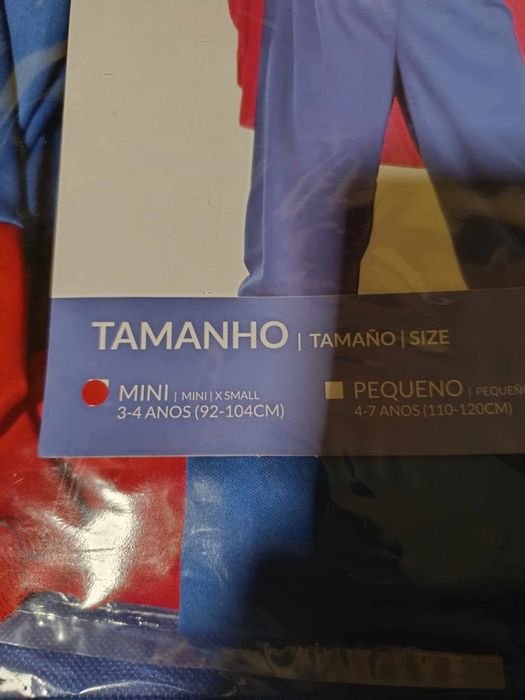 TAMANHO | TAMAÑO | SIZE
MINI | MINI | X SMALL
3-4 ANOS (92-104CM)
PEQUENO |
4-7 ANOS (110-120CM)